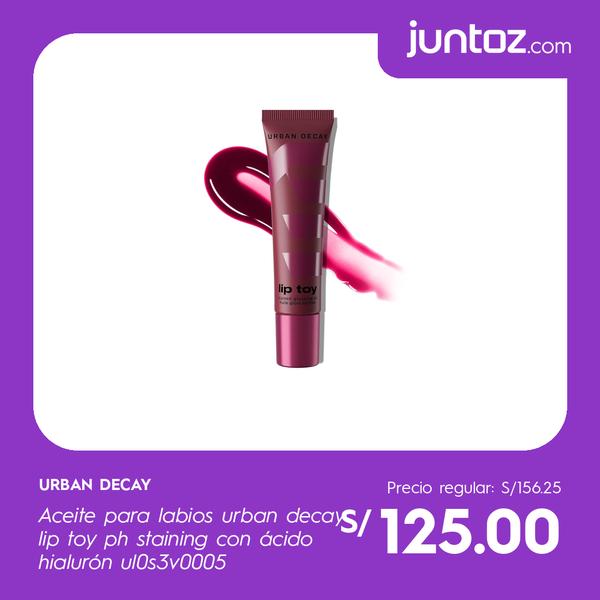 juntoz.com
URBAN DECAY
lip toy
URBAN DECAY
Precio regular: S/156.25
Aceite para labios urban decay
lip toy ph staining con ácido
hialurón ul0s3v0005
S/125.00